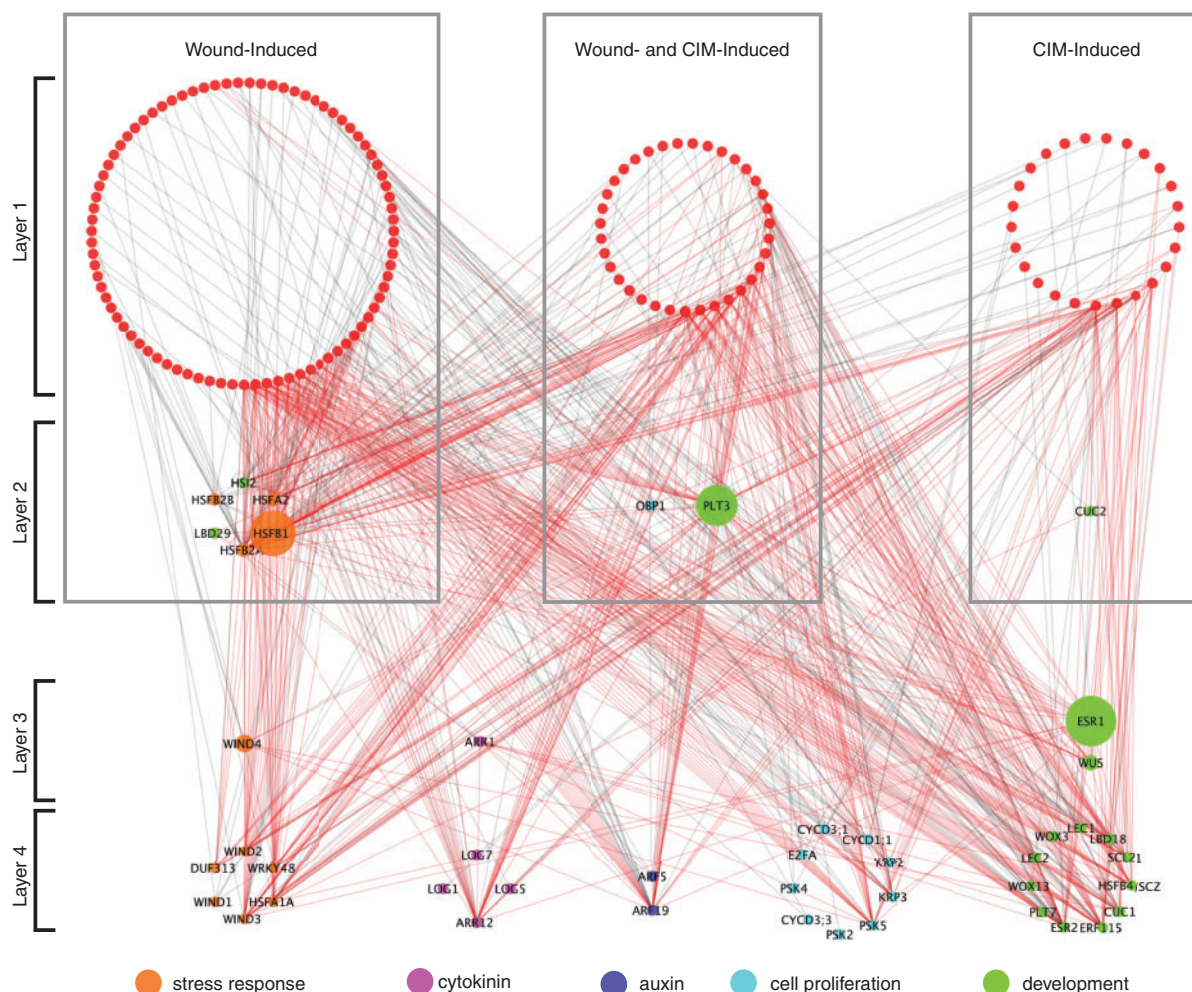 Wound-Induced
Wound- and CIM-Induced
CIM-Induced
Layer 1
Layer 2
HSI2
HSFB2B
HSFA2
LBD29
HSFB1
HSFB2A
OBP1
PLT3
CUC2
Layer 3
WIND4
ARR1
ESR1
WUS
Layer 4
WIND2
DUF313
WRKY48
WIND1
HSFA1A
WIND3
LOG7
LOG1
LOG5
ARR12
ARF5
ARF19
CYCD3;1
CYCD1;1
E2FA
KRP2
PSK4
KRP3
CYCD3;3
PSK2
PSK5
LEC1
WOX3
LBD18
LEC2
SCL21
WOX13
HSFB4/SCZ
PLT7
CUC1
ESR2
ERF115
stress response
cytokinin
auxin
cell proliferation
development